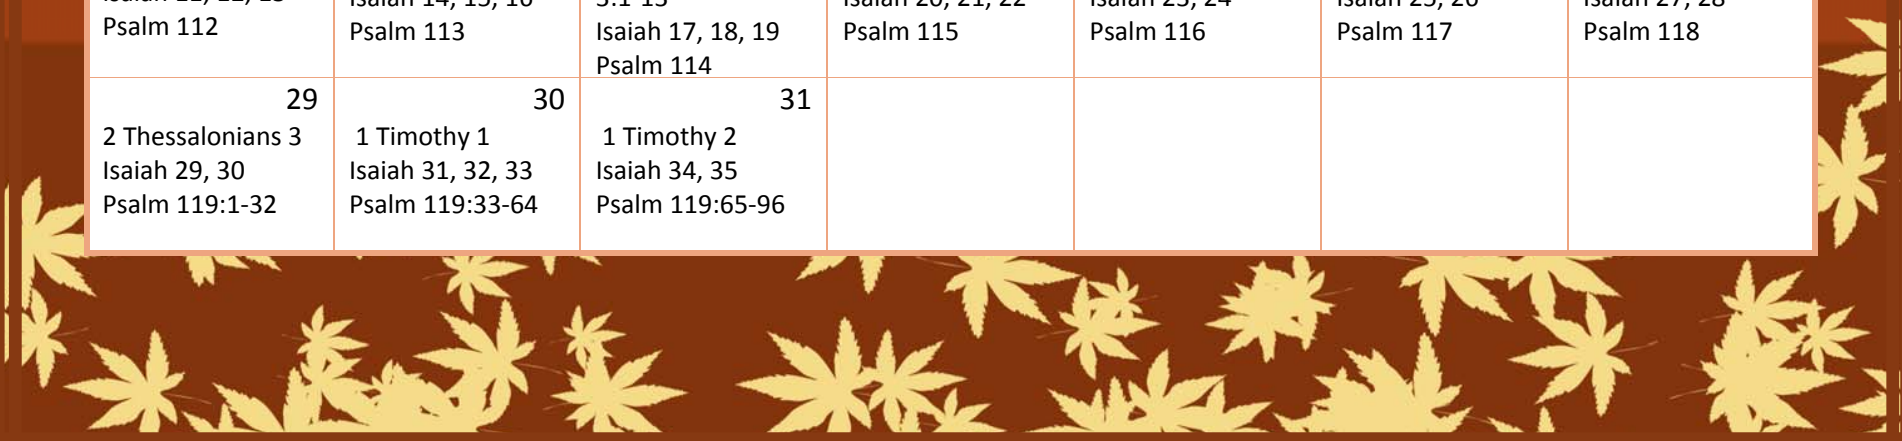 Psalm 112
Psalm 113
Isaiah 17, 18, 19
Psalm 114
Psalm 115
Psalm 116
Psalm 117
Psalm 118
29
2 Thessalonians 3
Isaiah 29, 30
Psalm 119:1-32
30
1 Timothy 1
Isaiah 31, 32, 33
Psalm 119:33-64
31
1 Timothy 2
Isaiah 34, 35
Psalm 119:65-96